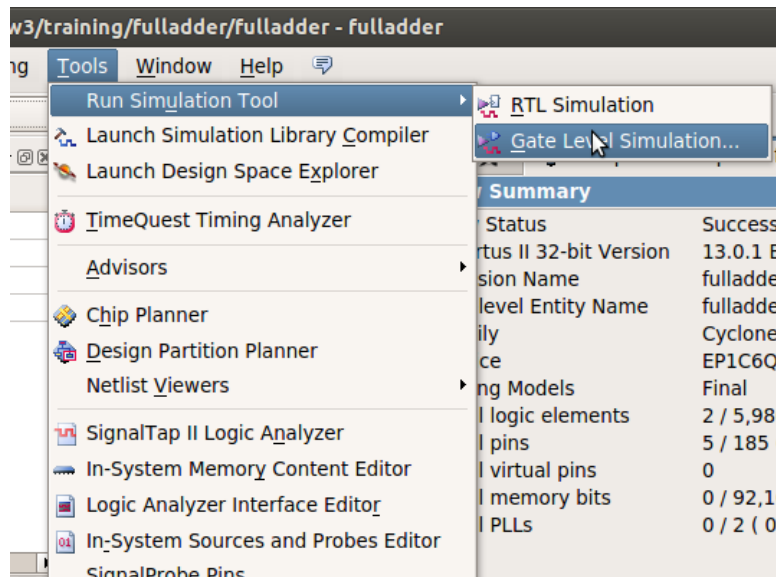 w3/training/fulladder/fulladder - fulladder
ng Tools Window Help
Run Simulation Tool
RTL Simulation
Launch Simulation Library Compiler
Gate Level Simulation...
Launch Design Space Explorer
Summary
TimeQuest Timing Analyzer
Status Success
rtus II 32-bit Version 13.0.1 E
Advisors
sion Name fulladde
level Entity Name fulladde
Chip Planner
ily Cyclone
Design Partition Planner
ce EP1C6Q
Netlist Viewers
ng Models Final
l logic elements 2 / 5,98
SignalTap II Logic Analyzer
l pins 5 / 185
In-System Memory Content Editor
l virtual pins 0
Logic Analyzer Interface Editor
l memory bits 0 / 92,1
l PLLs 0 / 2 ( 0
In-System Sources and Probes Editor
SignalProbe Pins